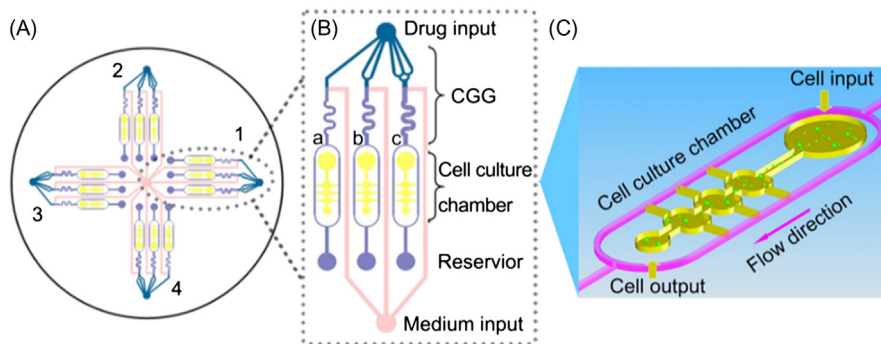 (A)
2
1
3
4
(B)
Drug input
CGG
a
b
c
Cell culture
chamber
Reservior
Medium input
(C)
Cell input
Cell culture chamber
Flow direction
Cell output